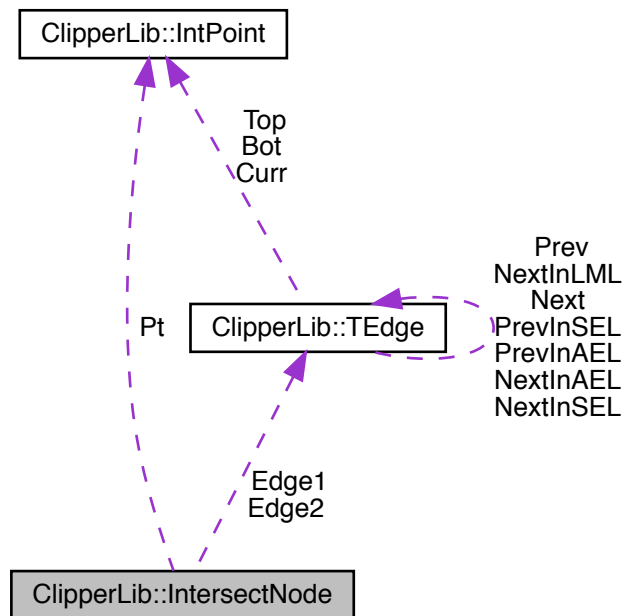 ClipperLib::IntPoint
Top
Bot
Curr
Prev
NextInLML
Next
PrevInSEL
PrevInAEL
NextInAEL
NextInSEL
ClipperLib::TEdge
Pt
Edge1
Edge2
ClipperLib::IntersectNode